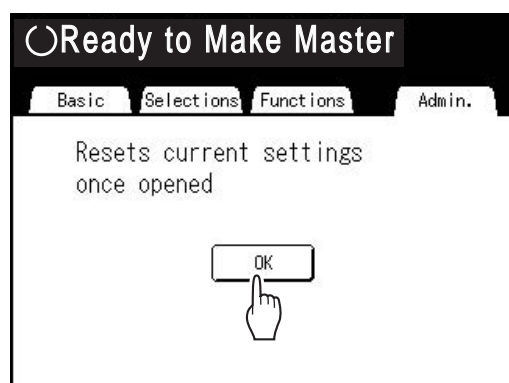 Ready to Make Master
Basic Selections Functions Admin.
Resets current settings
once opened
OK